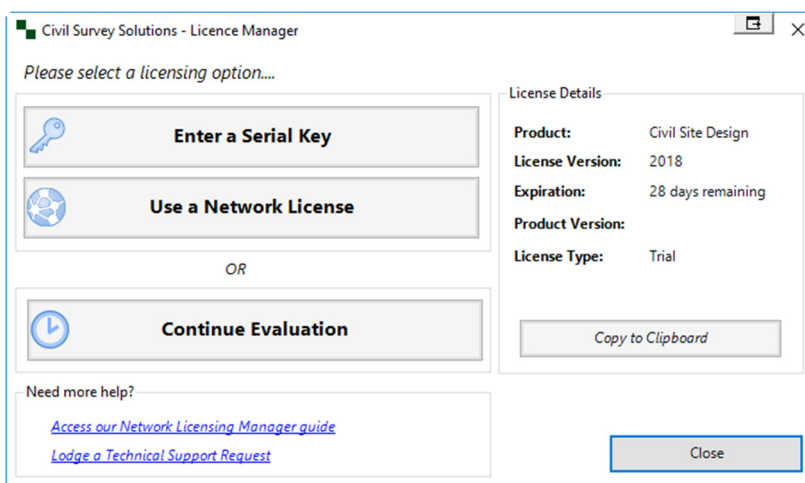 Civil Survey Solutions - Licence Manager
Please select a licensing option....
Enter a Serial Key
Use a Network License
OR
Continue Evaluation
Need more help?
Access our Network Licensing Manager guide
Lodge a Technical Support Request
License Details
Product: Civil Site Design
License Version: 2018
Expiration: 28 days remaining
Product Version:
License Type: Trial
Copy to Clipboard
Close